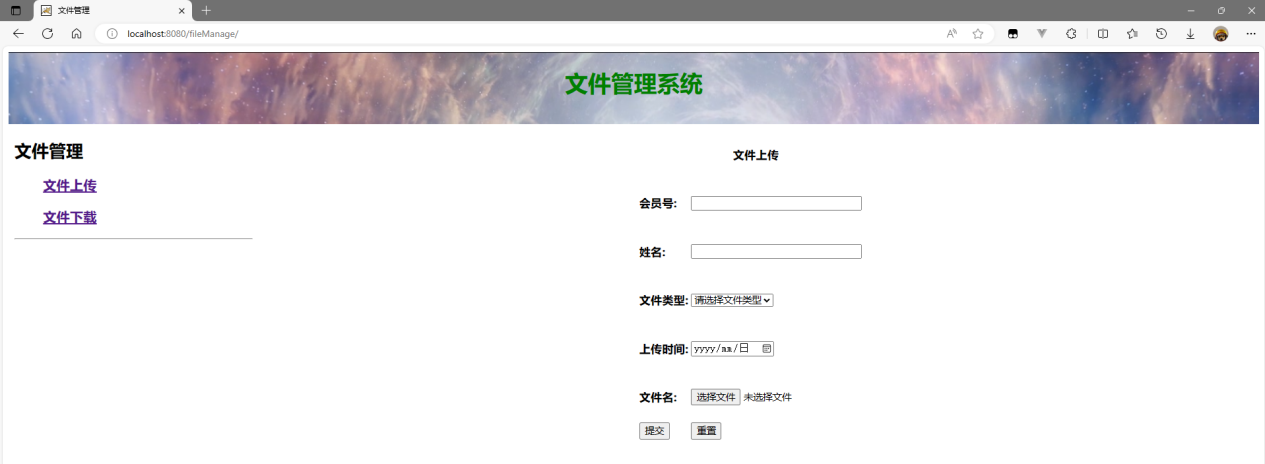 文件管理
localhost:8080/fileManage/
文件管理系统
文件管理
文件上传
文件下载
文件上传
会员号:
姓名:
文件类型: 请选择文件类型
上传时间: yyyy/mm/日
文件名: 选择文件 未选择文件
提交 重置